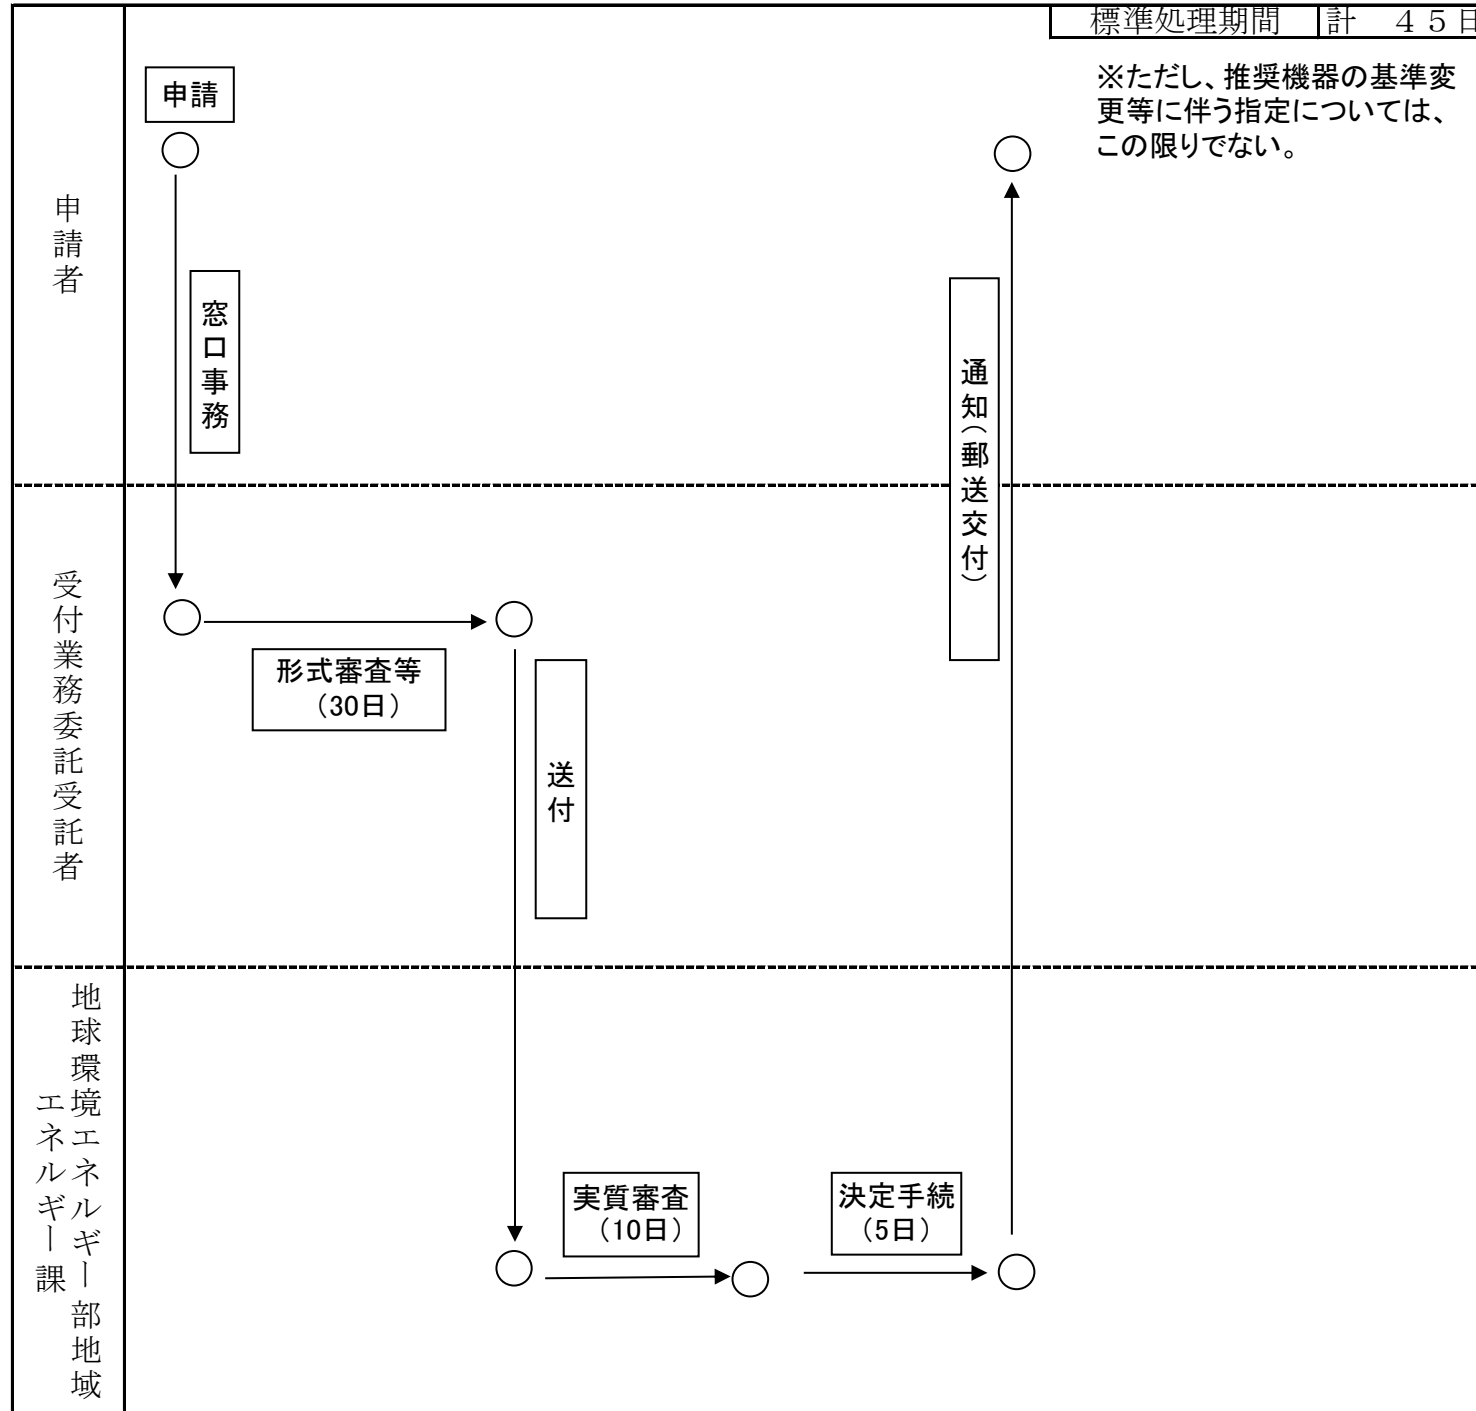 標準処理期間 計 45日
※ただし、推奨機器の基準変
更等に伴う指定については、
この限りでない。
申請
申請者
窓口事務
通知(郵送交付)
受付業務委託受託者
形式審査等
(30日)
送付
地球環境エネルギー部地域
エネルギー課
実質審査
(10日)
決定手続
(5日)